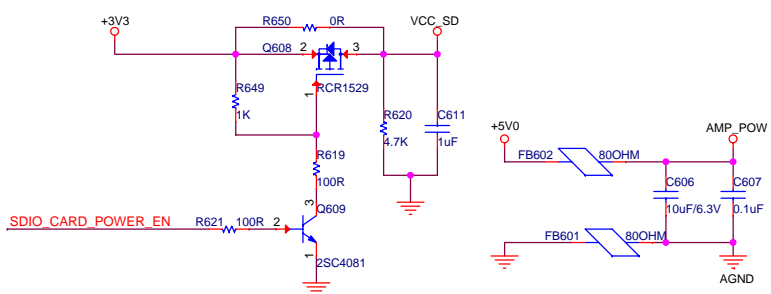 +3V3
R650 0R
VCC_SD
Q608 2 3
RCR1529
1
R649
1K
R620
4.7K
C611
1uF
R619
100R
3
Q609
SDIO_CARD_POWER_EN
R621 100R 2
1
2SC4081
+5V0
AMP_POW
FB602 80OHM
C606
10uF/6.3V
C607
0.1uF
FB601 80OHM
AGND